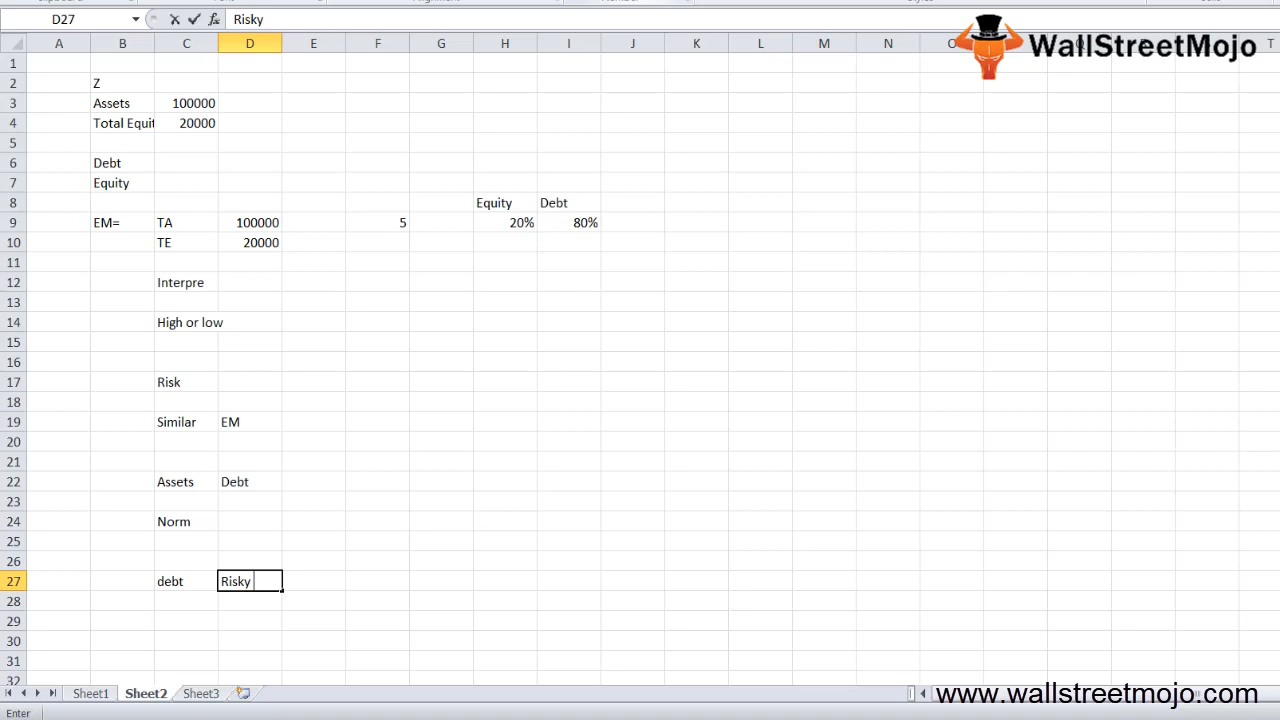 D27 fx Risky
WallStreetMojo
A B C D E F G H I J K L M N T
1
2 Z
3 Assets 100000
4 Total Equit 20000
5
6 Debt
7 Equity
8 Equity Debt
9 EM= TA 100000 5 20% 80%
10 TE 20000
11
12 Interpre
13
14 High or low
15
16
17 Risk
18
19 Similar EM
20
21
22 Assets Debt
23
24 Norm
25
26
27 debt Risky
28
29
30
31
32
Sheet1 Sheet2 Sheet3
www.wallstreetmojo.com
Enter